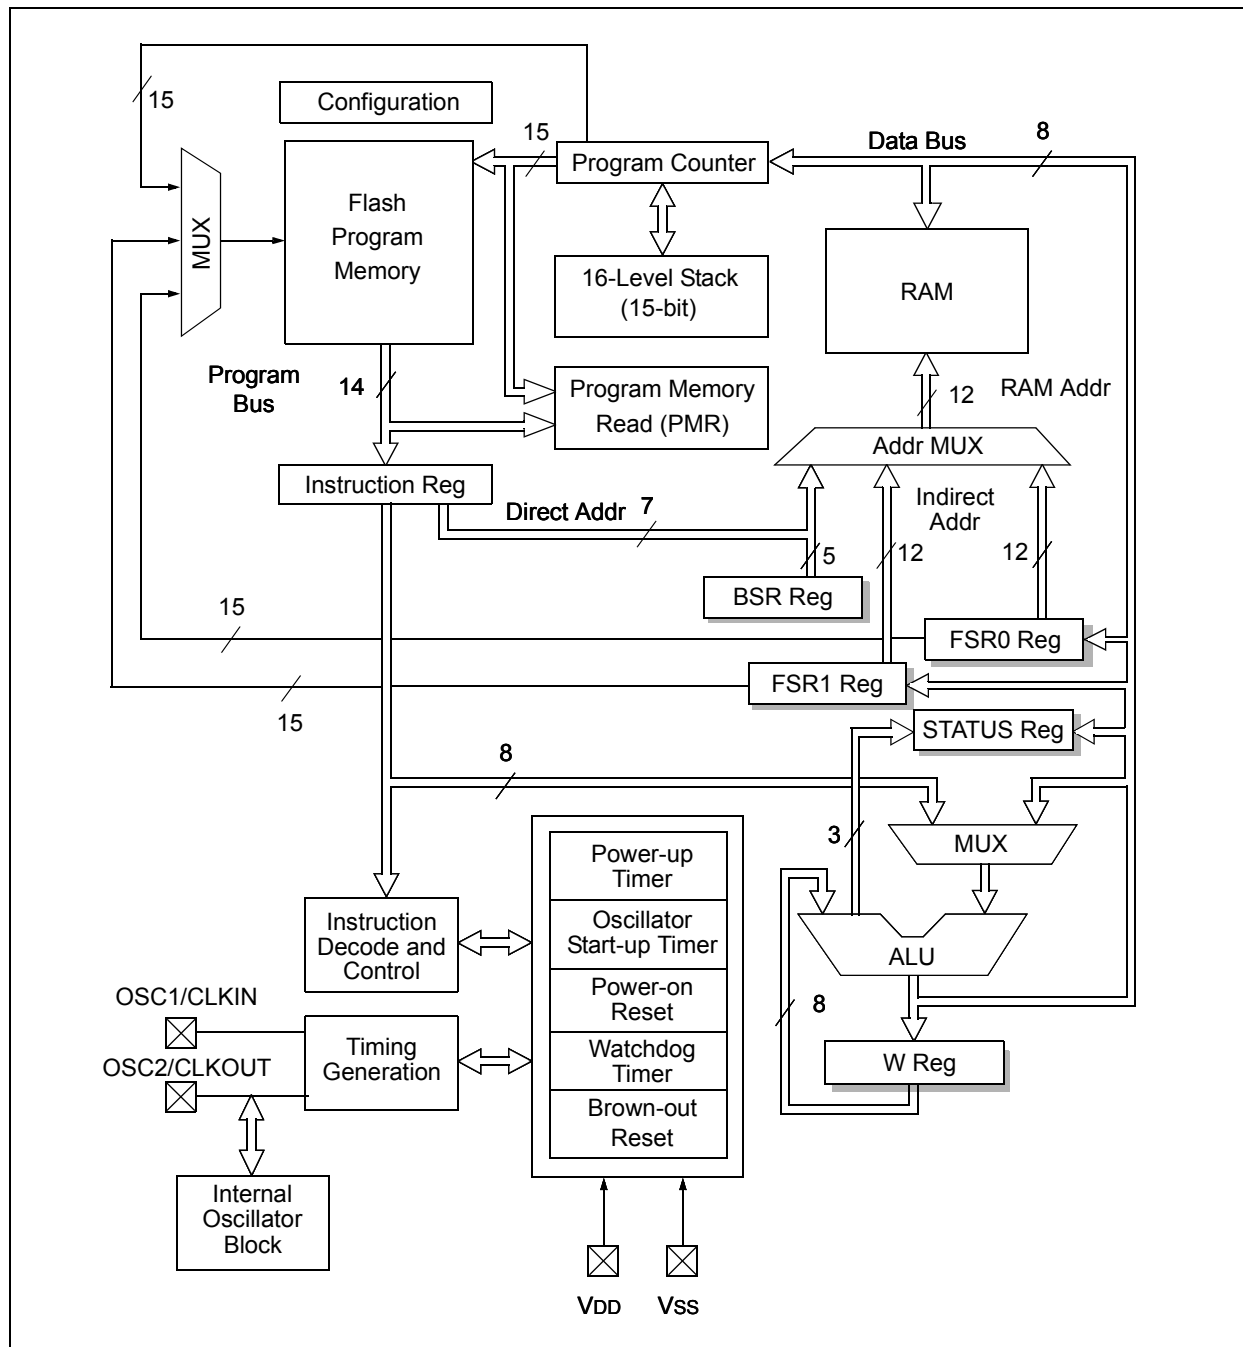 15
Configuration
15
Program Counter
Data Bus
8
MUX
Flash
Program
Memory
16-Level Stack
(15-bit)
RAM
Program
Bus
14
Program Memory
Read (PMR)
12
RAM Addr
Addr MUX
Instruction Reg
Direct Addr
7
Indirect
Addr
5
12
12
BSR Reg
15
FSR0 Reg
FSR1 Reg
15
STATUS Reg
8
3
MUX
Power-up
Timer
Instruction
Decode and
Control
Oscillator
Start-up Timer
ALU
OSC1/CLKIN
Power-on
Reset
8
Timing
Generation
OSC2/CLKOUT
Watchdog
Timer
W Reg
Brown-out
Reset
Internal
Oscillator
Block
VDD
VSS